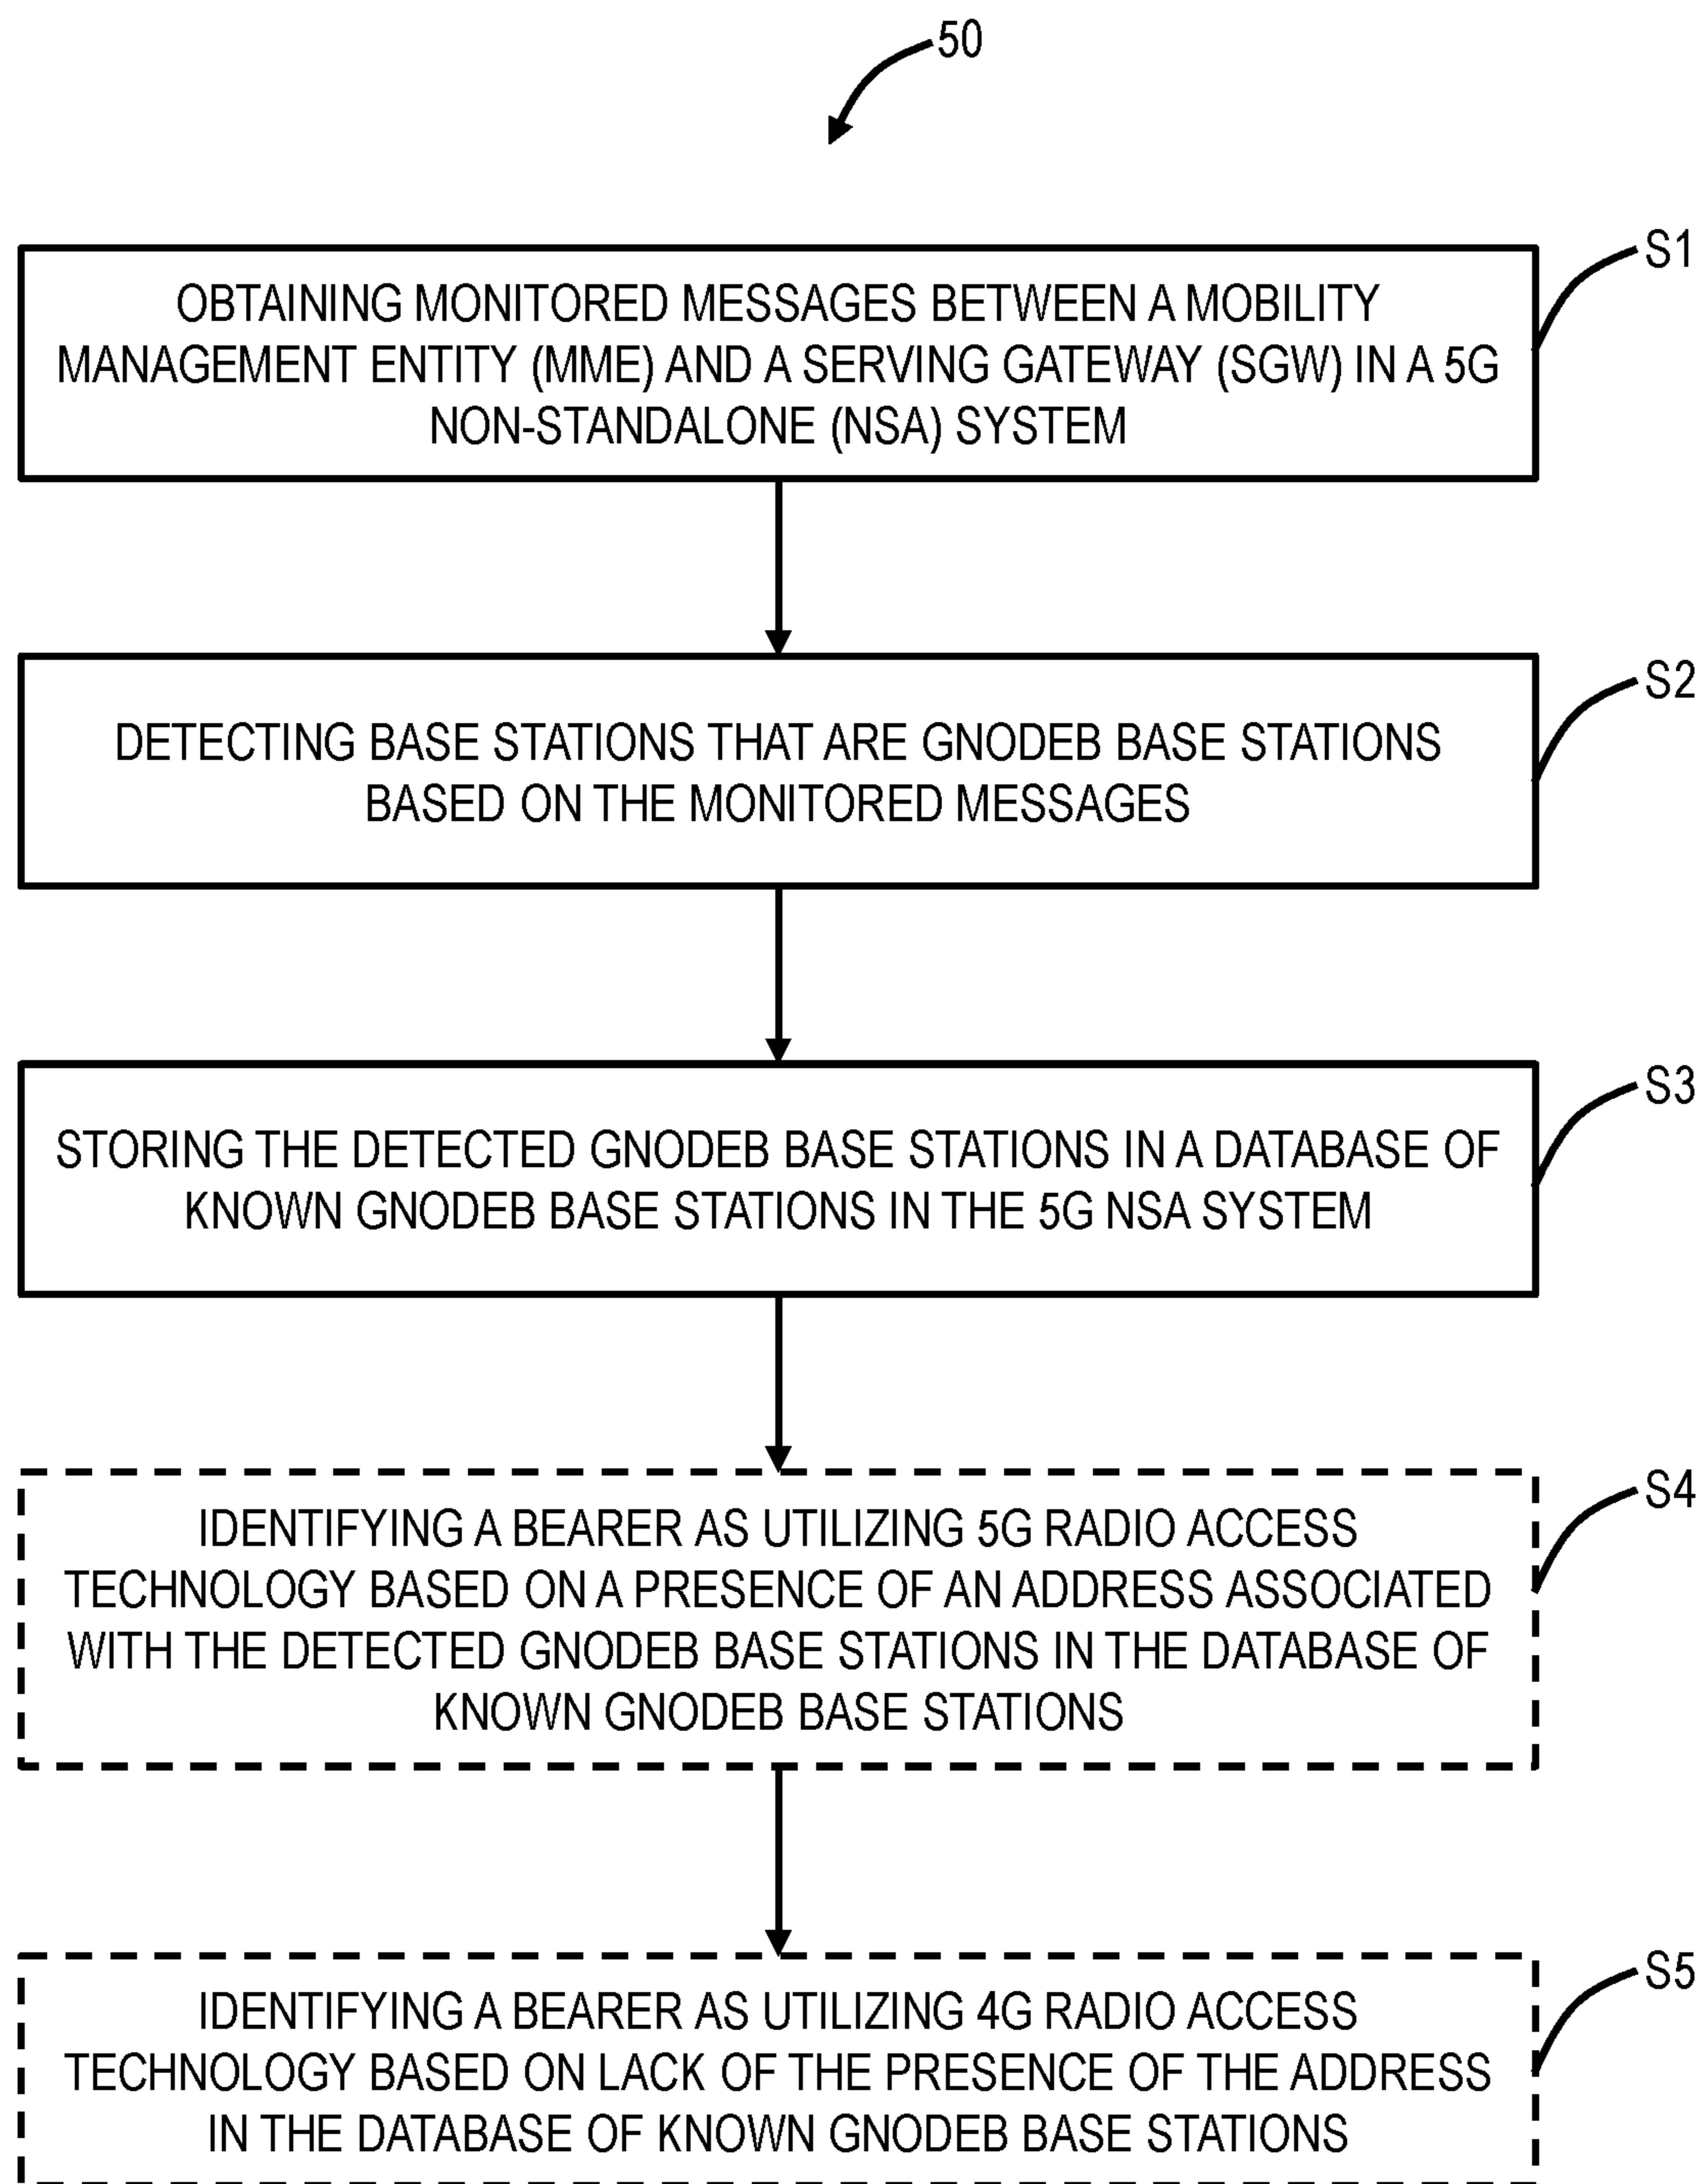 50
S1
OBTAINING MONITORED MESSAGES BETWEEN A MOBILITY
MANAGEMENT ENTITY (MME) AND A SERVING GATEWAY (SGW) IN A 5G
NON-STANDALONE (NSA) SYSTEM
S2
DETECTING BASE STATIONS THAT ARE GNODEB BASE STATIONS
BASED ON THE MONITORED MESSAGES
S3
STORING THE DETECTED GNODEB BASE STATIONS IN A DATABASE OF
KNOWN GNODEB BASE STATIONS IN THE 5G NSA SYSTEM
S4
IDENTIFYING A BEARER AS UTILIZING 5G RADIO ACCESS
TECHNOLOGY BASED ON A PRESENCE OF AN ADDRESS ASSOCIATED
WITH THE DETECTED GNODEB BASE STATIONS IN THE DATABASE OF
KNOWN GNODEB BASE STATIONS
S5
IDENTIFYING A BEARER AS UTILIZING 4G RADIO ACCESS
TECHNOLOGY BASED ON LACK OF THE PRESENCE OF THE ADDRESS
IN THE DATABASE OF KNOWN GNODEB BASE STATIONS